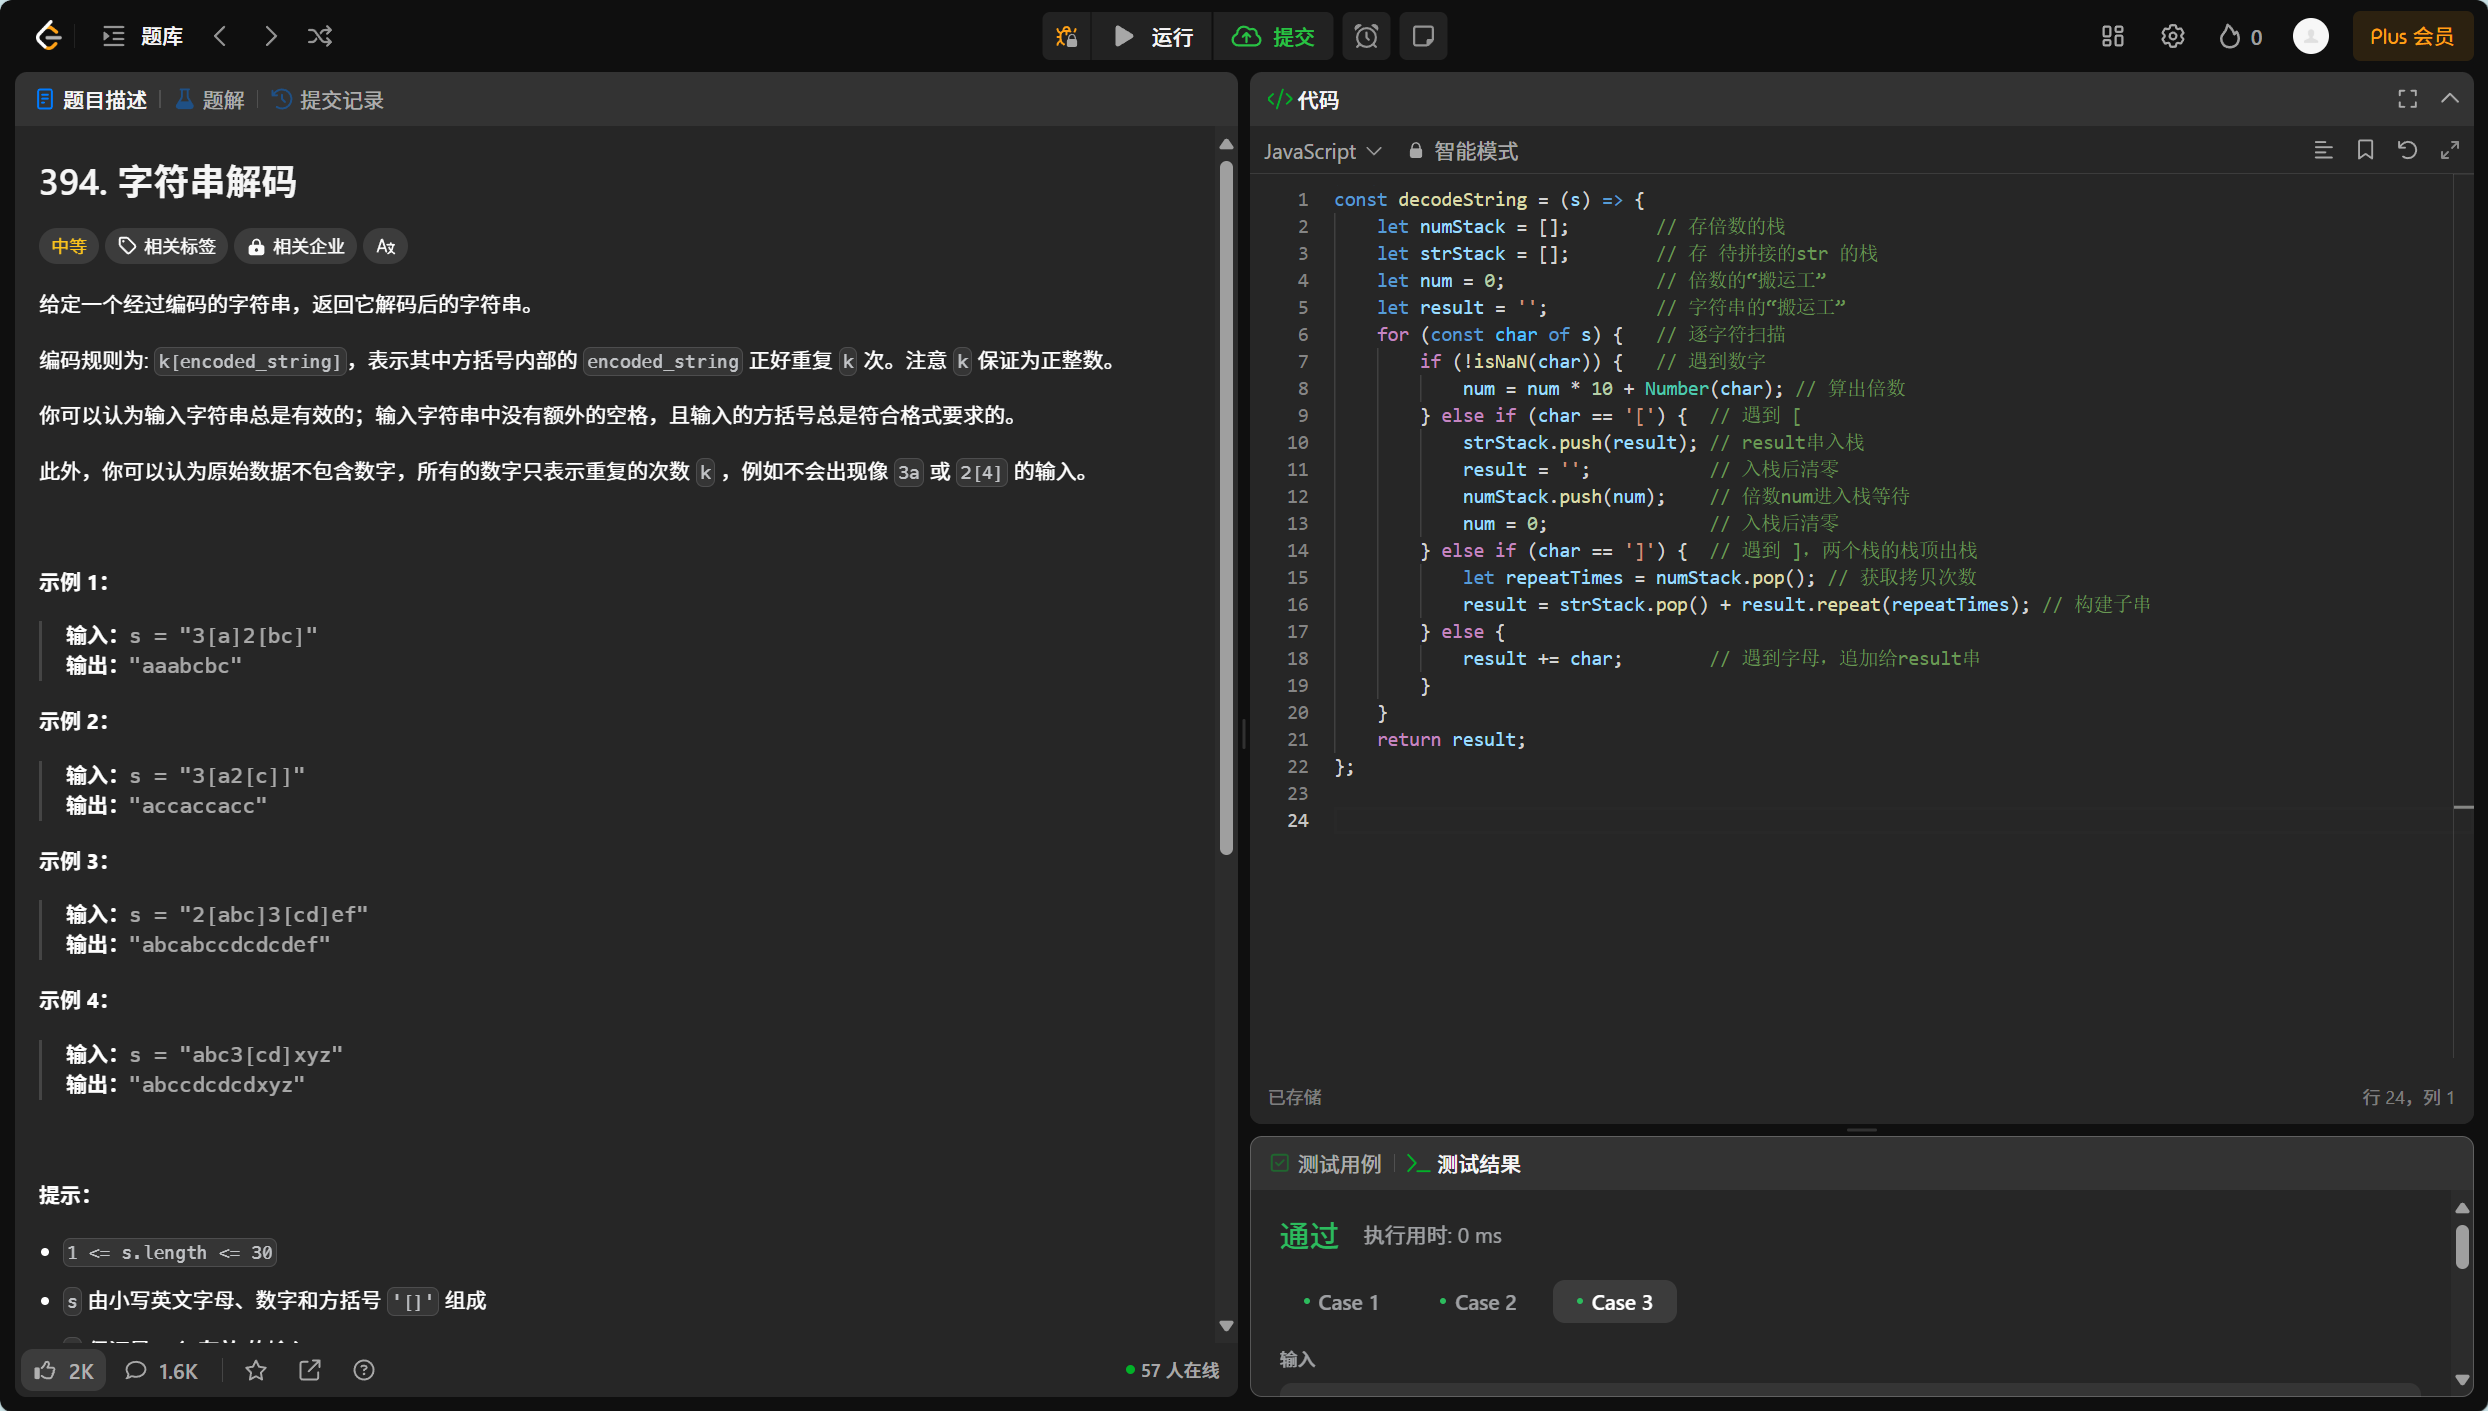 题库
运行
提交
0
Plus 会员
题目描述
题解
提交记录
394. 字符串解码
中等
相关标签
相关企业
给定一个经过编码的字符串，返回它解码后的字符串。
编码规则为: k[encoded_string]，表示其中方括号内部的 encoded_string 正好重复 k 次。注意 k 保证为正整数。
你可以认为输入字符串总是有效的；输入字符串中没有额外的空格，且输入的方括号总是符合格式要求的。
此外，你可以认为原始数据不包含数字，所有的数字只表示重复的次数 k ，例如不会出现像 3a 或 2[4] 的输入。
示例 1：
输入：s = "3[a]2[bc]"
输出："aaabcbc"
示例 2：
输入：s = "3[a2[c]]"
输出："accaccacc"
示例 3：
输入：s = "2[abc]3[cd]ef"
输出："abcabccdcdcdef"
示例 4：
输入：s = "abc3[cd]xyz"
输出："abccdcdcdxyz"
提示：
1 <= s.length <= 30
s 由小写英文字母、数字和方括号 '[]' 组成
2K
1.6K
57 人在线
</> 代码
JavaScript
智能模式
1 const decodeString = (s) => {
2     let numStack = [];        // 存倍数的栈
3     let strStack = [];        // 存 待拼接的str 的栈
4     let num = 0;              // 倍数的“搬运工”
5     let result = '';          // 字符串的“搬运工”
6     for (const char of s) {   // 逐字符扫描
7         if (!isNaN(char)) {   // 遇到数字
8             num = num * 10 + Number(char); // 算出倍数
9         } else if (char == '[') {  // 遇到 [
10             strStack.push(result); // result串入栈
11             result = '';           // 入栈后清零
12             numStack.push(num);    // 倍数num进入栈等待
13             num = 0;               // 入栈后清零
14         } else if (char == ']') {  // 遇到 ]，两个栈的栈顶出栈
15             let repeatTimes = numStack.pop(); // 获取拷贝次数
16             result = strStack.pop() + result.repeat(repeatTimes); // 构建子串
17         } else {
18             result += char;        // 遇到字母，追加给result串
19         }
20     }
21     return result;
22 };
23
24
已存储
行 24，列 1
测试用例
测试结果
通过
执行用时: 0 ms
Case 1
Case 2
Case 3
输入